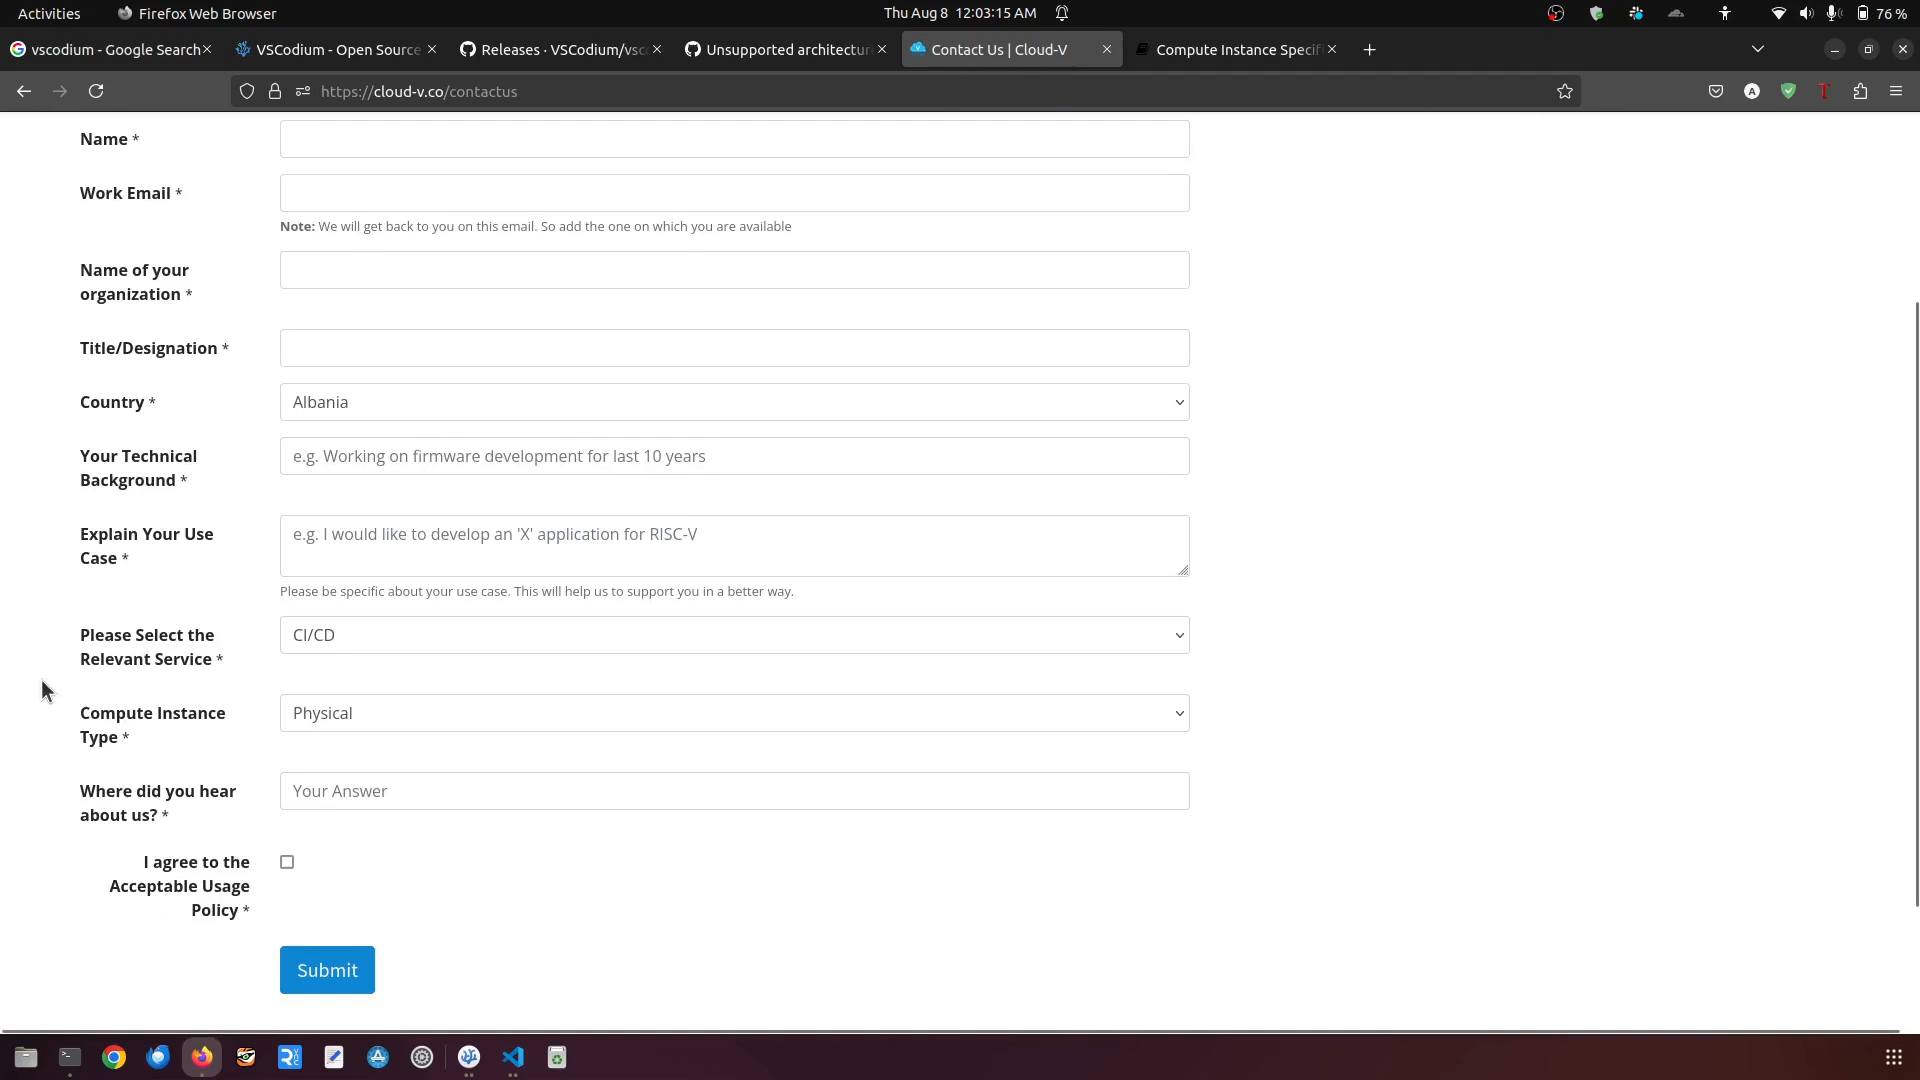 Activities
Firefox Web Browser
Thu Aug 8 12:03:15 AM
76 %
vscodium - Google Search
VSCodium - Open Source
Releases · VSCodium/vsc
Unsupported architectur
Contact Us | Cloud-V
Compute Instance Specif
https://cloud-v.co/contactus
Name *
Work Email *
Note: We will get back to you on this email. So add the one on which you are available
Name of your
organization *
Title/Designation *
Country *
Albania
Your Technical
Background *
e.g. Working on firmware development for last 10 years
Explain Your Use
Case *
e.g. I would like to develop an 'X' application for RISC-V
Please be specific about your use case. This will help us to support you in a better way.
Please Select the
Relevant Service *
CI/CD
Compute Instance
Type *
Physical
Where did you hear
about us? *
Your Answer
I agree to the
Acceptable Usage
Policy *
Submit